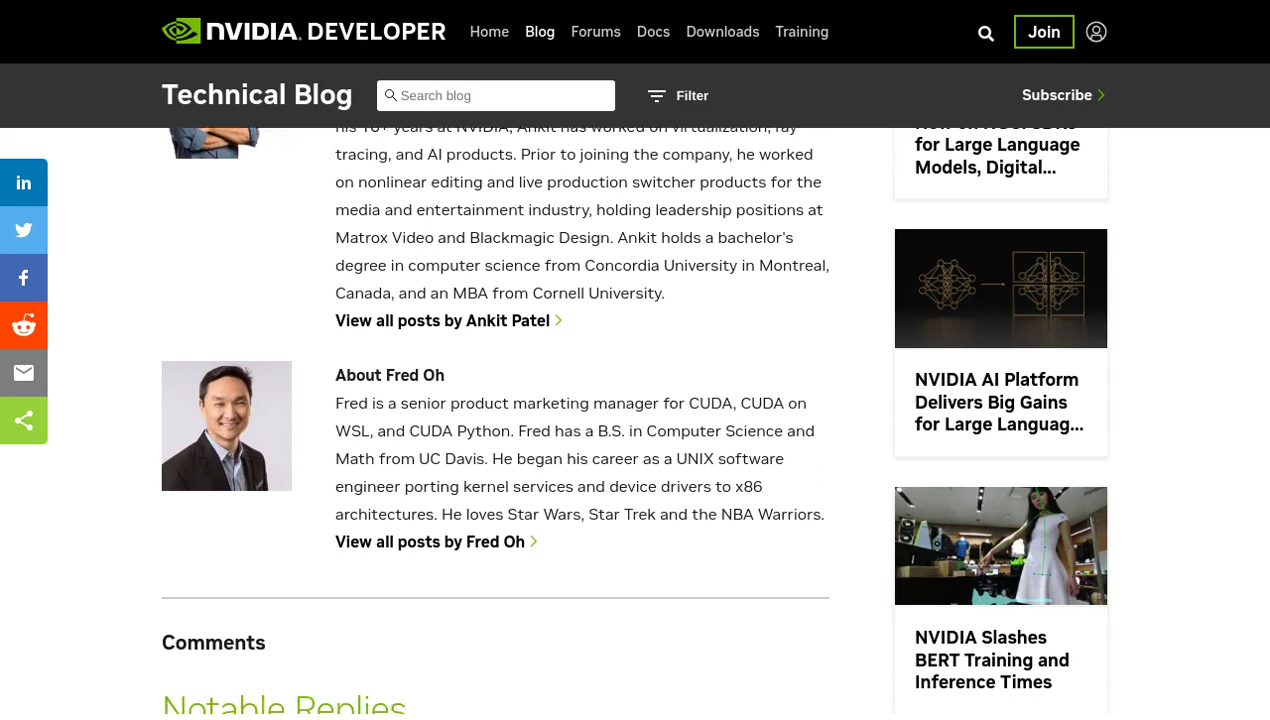 NVIDIA. DEVELOPER
Home Blog Forums Docs Downloads Training
Join
Technical Blog
Search blog
Filter
Subscribe
his 10+ years at NVIDIA, Ankit has worked on virtualization, ray
tracing, and AI products. Prior to joining the company, he worked
on nonlinear editing and live production switcher products for the
media and entertainment industry, holding leadership positions at
Matrox Video and Blackmagic Design. Ankit holds a bachelor's
degree in computer science from Concordia University in Montreal,
Canada, and an MBA from Cornell University.
View all posts by Ankit Patel
About Fred Oh
Fred is a senior product marketing manager for CUDA, CUDA on
WSL, and CUDA Python. Fred has a B.S. in Computer Science and
Math from UC Davis. He began his career as a UNIX software
engineer porting kernel services and device drivers to x86
architectures. He loves Star Wars, Star Trek and the NBA Warriors.
View all posts by Fred Oh
Comments
Notable Replies
for Large Language
Models, Digital...
NVIDIA AI Platform
Delivers Big Gains
for Large Languag...
NVIDIA Slashes
BERT Training and
Inference Times